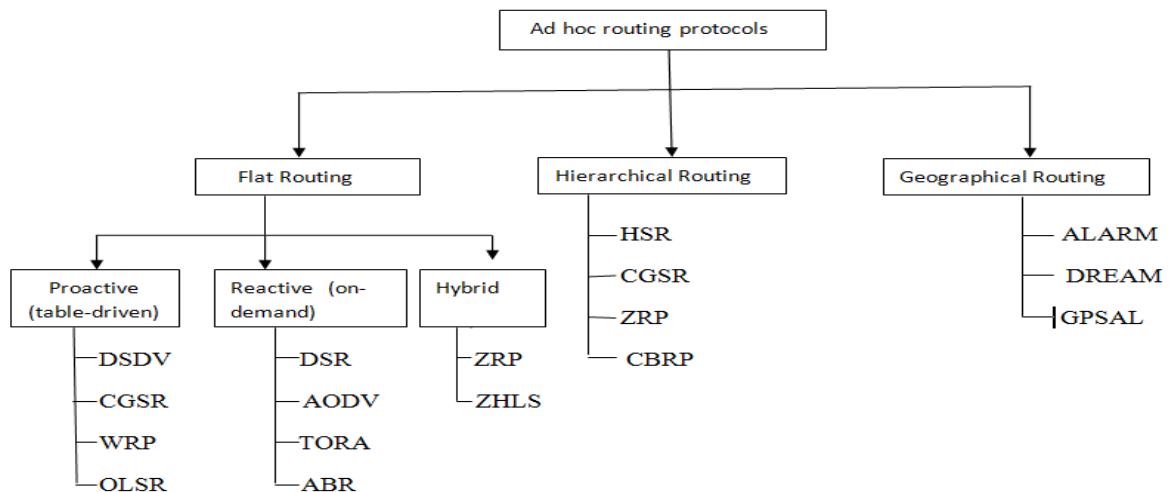 Ad hoc routing protocols
Flat Routing
Hierarchical Routing
Geographical Routing
Proactive
(table-driven)
Reactive (on-
demand)
Hybrid
DSDV
CGSR
WRP
OLSR
DSR
AODV
TORA
ABR
ZRP
ZHLS
HSR
CGSR
ZRP
CBRP
ALARM
DREAM
GPSAL